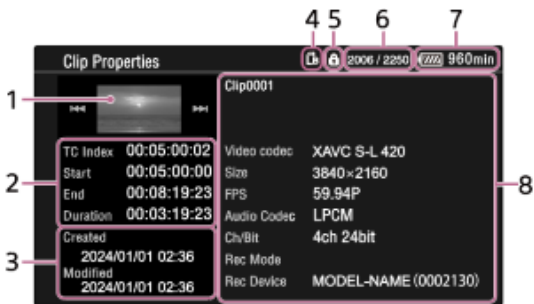 4 5 6 7
Clip Properties 2006 / 2250 960min
1
Clip0001
TC Index 00:05:00:02
Start 00:05:00:00
End 00:08:19:23
Duration 00:03:19:23
2
Created
2024/01/01 02:36
Modified
2024/01/01 02:36
3
Video codec XAVC S-L 420
Size 3840×2160
FPS 59.94P
Audio Codec LPCM
Ch/Bit 4ch 24bit
Rec Mode
Rec Device MODEL-NAME (0002130)
8